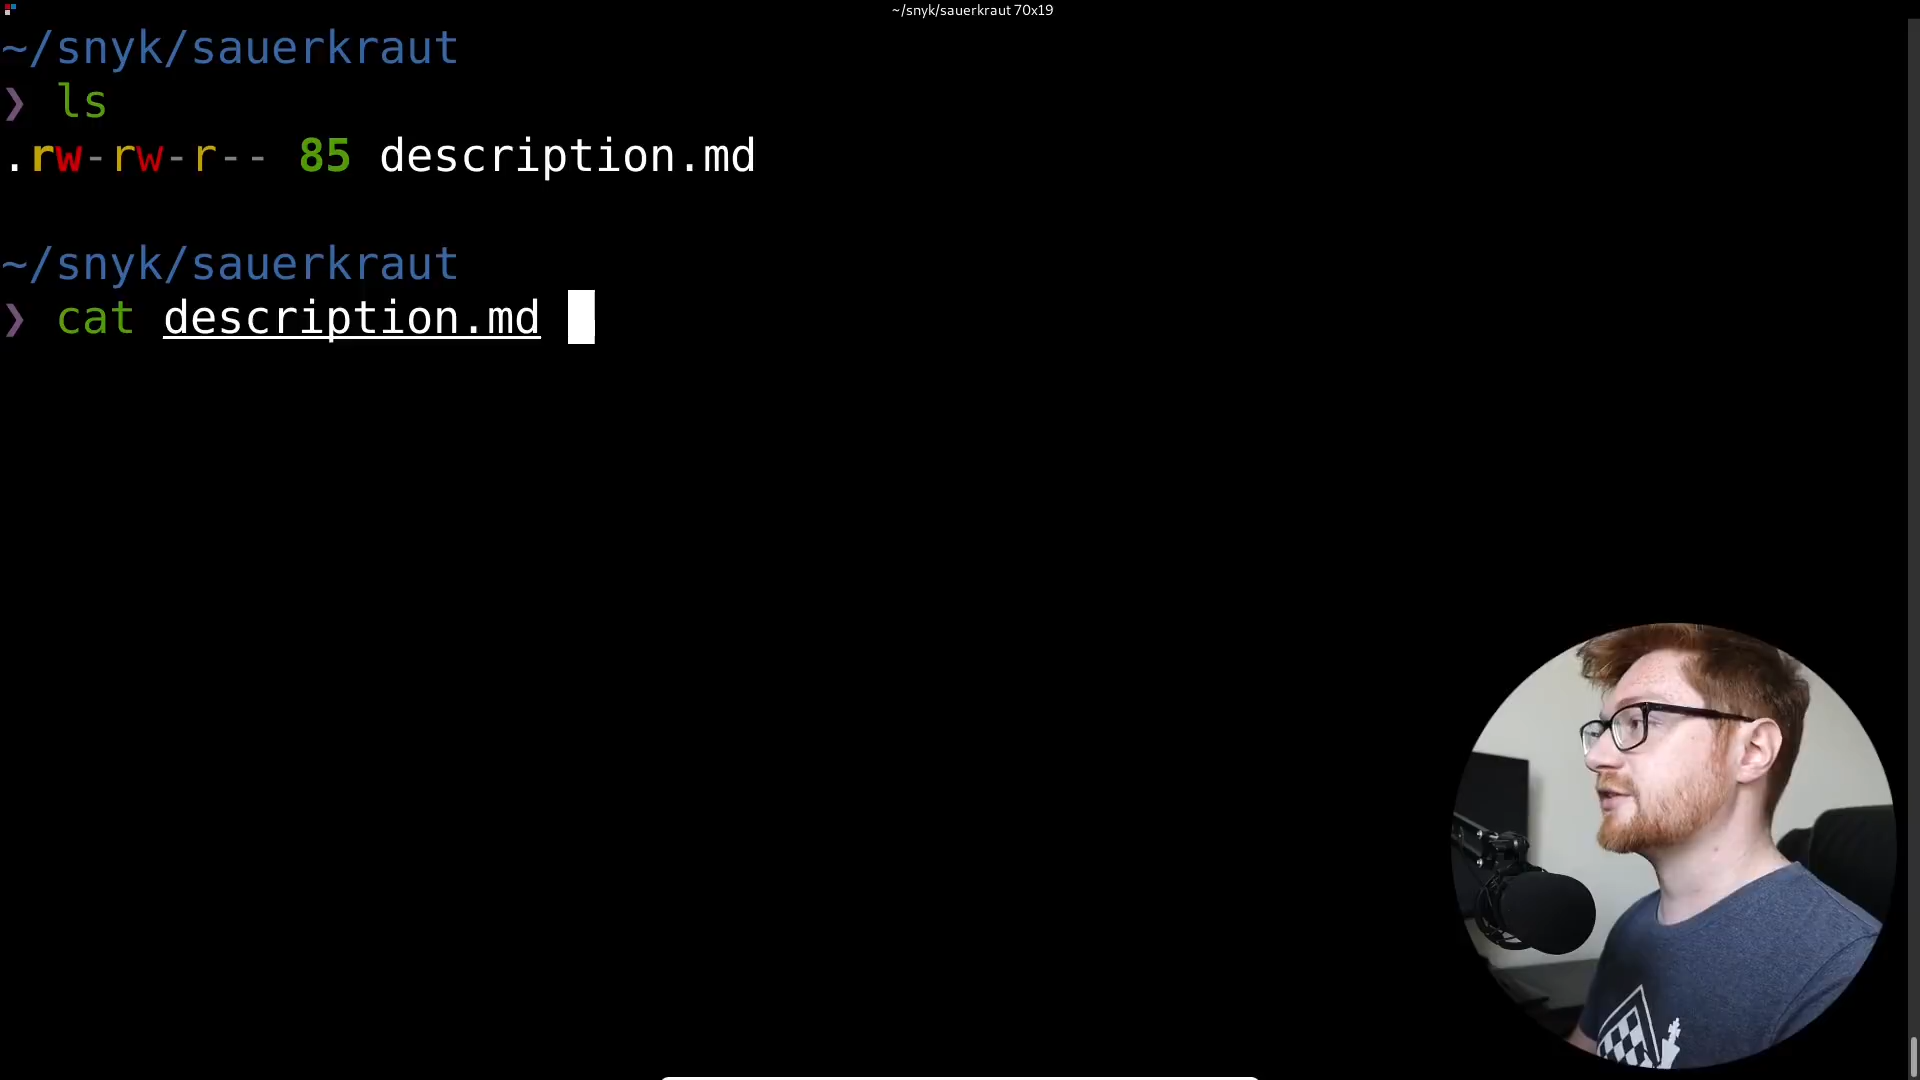 ~/snyk/sauerkraut 70x19
~/snyk/sauerkraut
❯ ls
.rw-rw-r-- 85 description.md
~/snyk/sauerkraut
❯ cat description.md